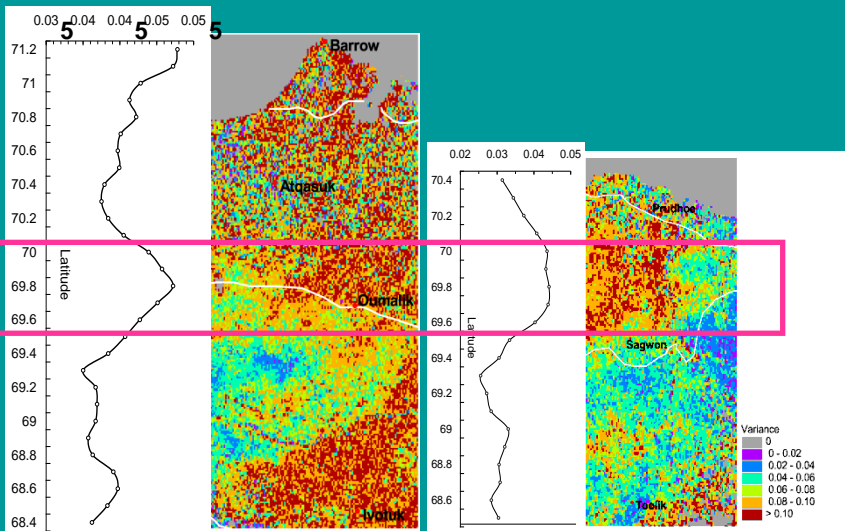 0.03 0.04 0.04 0.05 0.05
5 5 5
71.2
71
70.8
70.6
70.4
70.2
70
69.8
69.6
69.4
69.2
69
68.8
68.6
68.4
Latitude
Barrow
Atqasuk
Oumalik
Ivotuk
0.02 0.03 0.04 0.05
70.4
70.2
70
69.8
69.6
69.4
69.2
69
68.8
68.6
Latitude
Prudhoe
Sagwon
Toolik
Variance
0
0 - 0.02
0.02 - 0.04
0.04 - 0.06
0.06 - 0.08
0.08 - 0.10
> 0.10